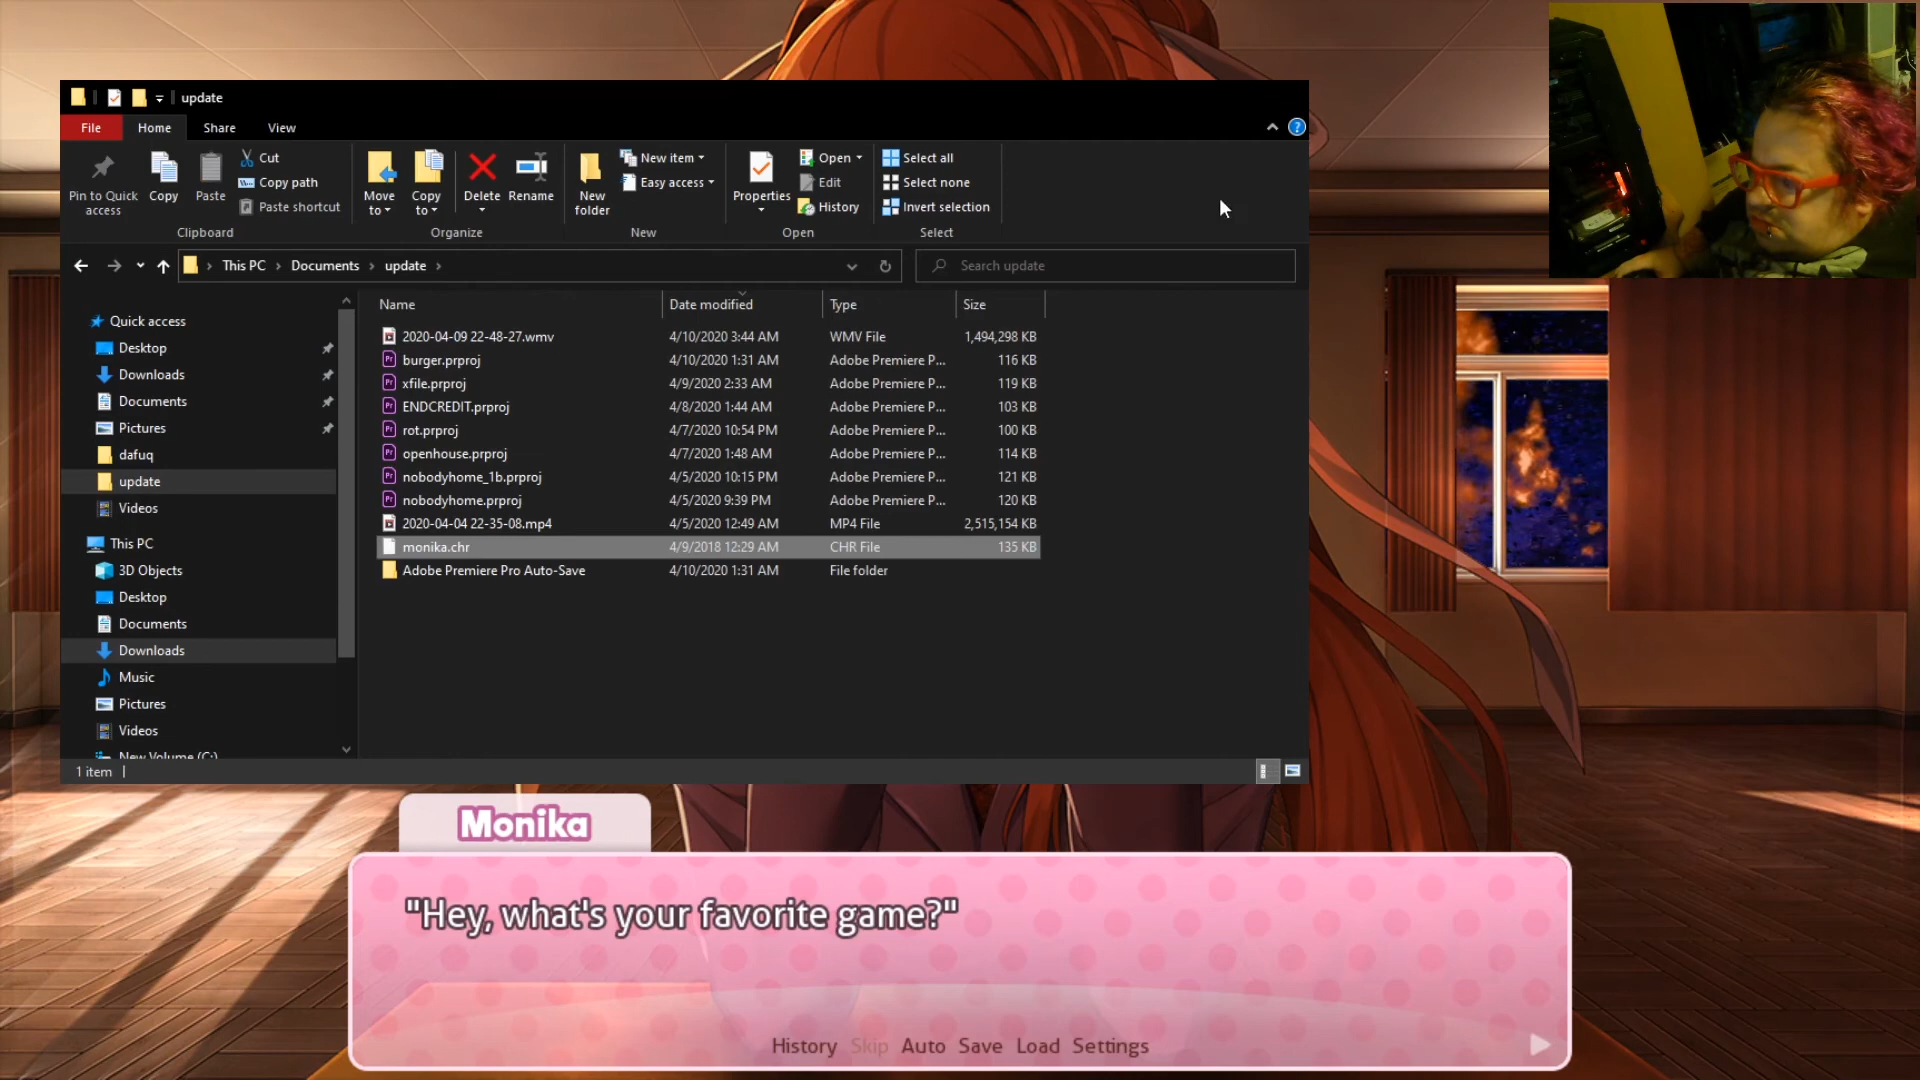 update
File Home Share View
Pin to Quick access
Copy
Paste
Cut
Copy path
Paste shortcut
Clipboard
Move to
Copy to
Delete
Rename
Organize
New folder
New item
Easy access
New
Properties
Open
Edit
History
Open
Select all
Select none
Invert selection
Select
This PC › Documents › update ›
Search update
Quick access
Desktop
Downloads
Documents
Pictures
dafuq
update
Videos
This PC
3D Objects
Desktop
Documents
Downloads
Music
Pictures
Videos
New Volume (C:)
Name Date modified Type Size
2020-04-09 22-48-27.wmv 4/10/2020 3:44 AM WMV File 1,494,298 KB
burger.prproj 4/10/2020 1:31 AM Adobe Premiere P... 116 KB
xfile.prproj 4/9/2020 2:33 AM Adobe Premiere P... 119 KB
ENDCREDIT.prproj 4/8/2020 1:44 AM Adobe Premiere P... 103 KB
rot.prproj 4/7/2020 10:54 PM Adobe Premiere P... 100 KB
openhouse.prproj 4/7/2020 1:48 AM Adobe Premiere P... 114 KB
nobodyhome_1b.prproj 4/5/2020 10:15 PM Adobe Premiere P... 121 KB
nobodyhome.prproj 4/5/2020 9:39 PM Adobe Premiere P... 120 KB
2020-04-04 22-35-08.mp4 4/5/2020 12:49 AM MP4 File 2,515,154 KB
monika.chr 4/9/2018 12:29 AM CHR File 135 KB
Adobe Premiere Pro Auto-Save 4/10/2020 1:31 AM File folder
1 item
Monika
"Hey, what's your favorite game?"
History Skip Auto Save Load Settings